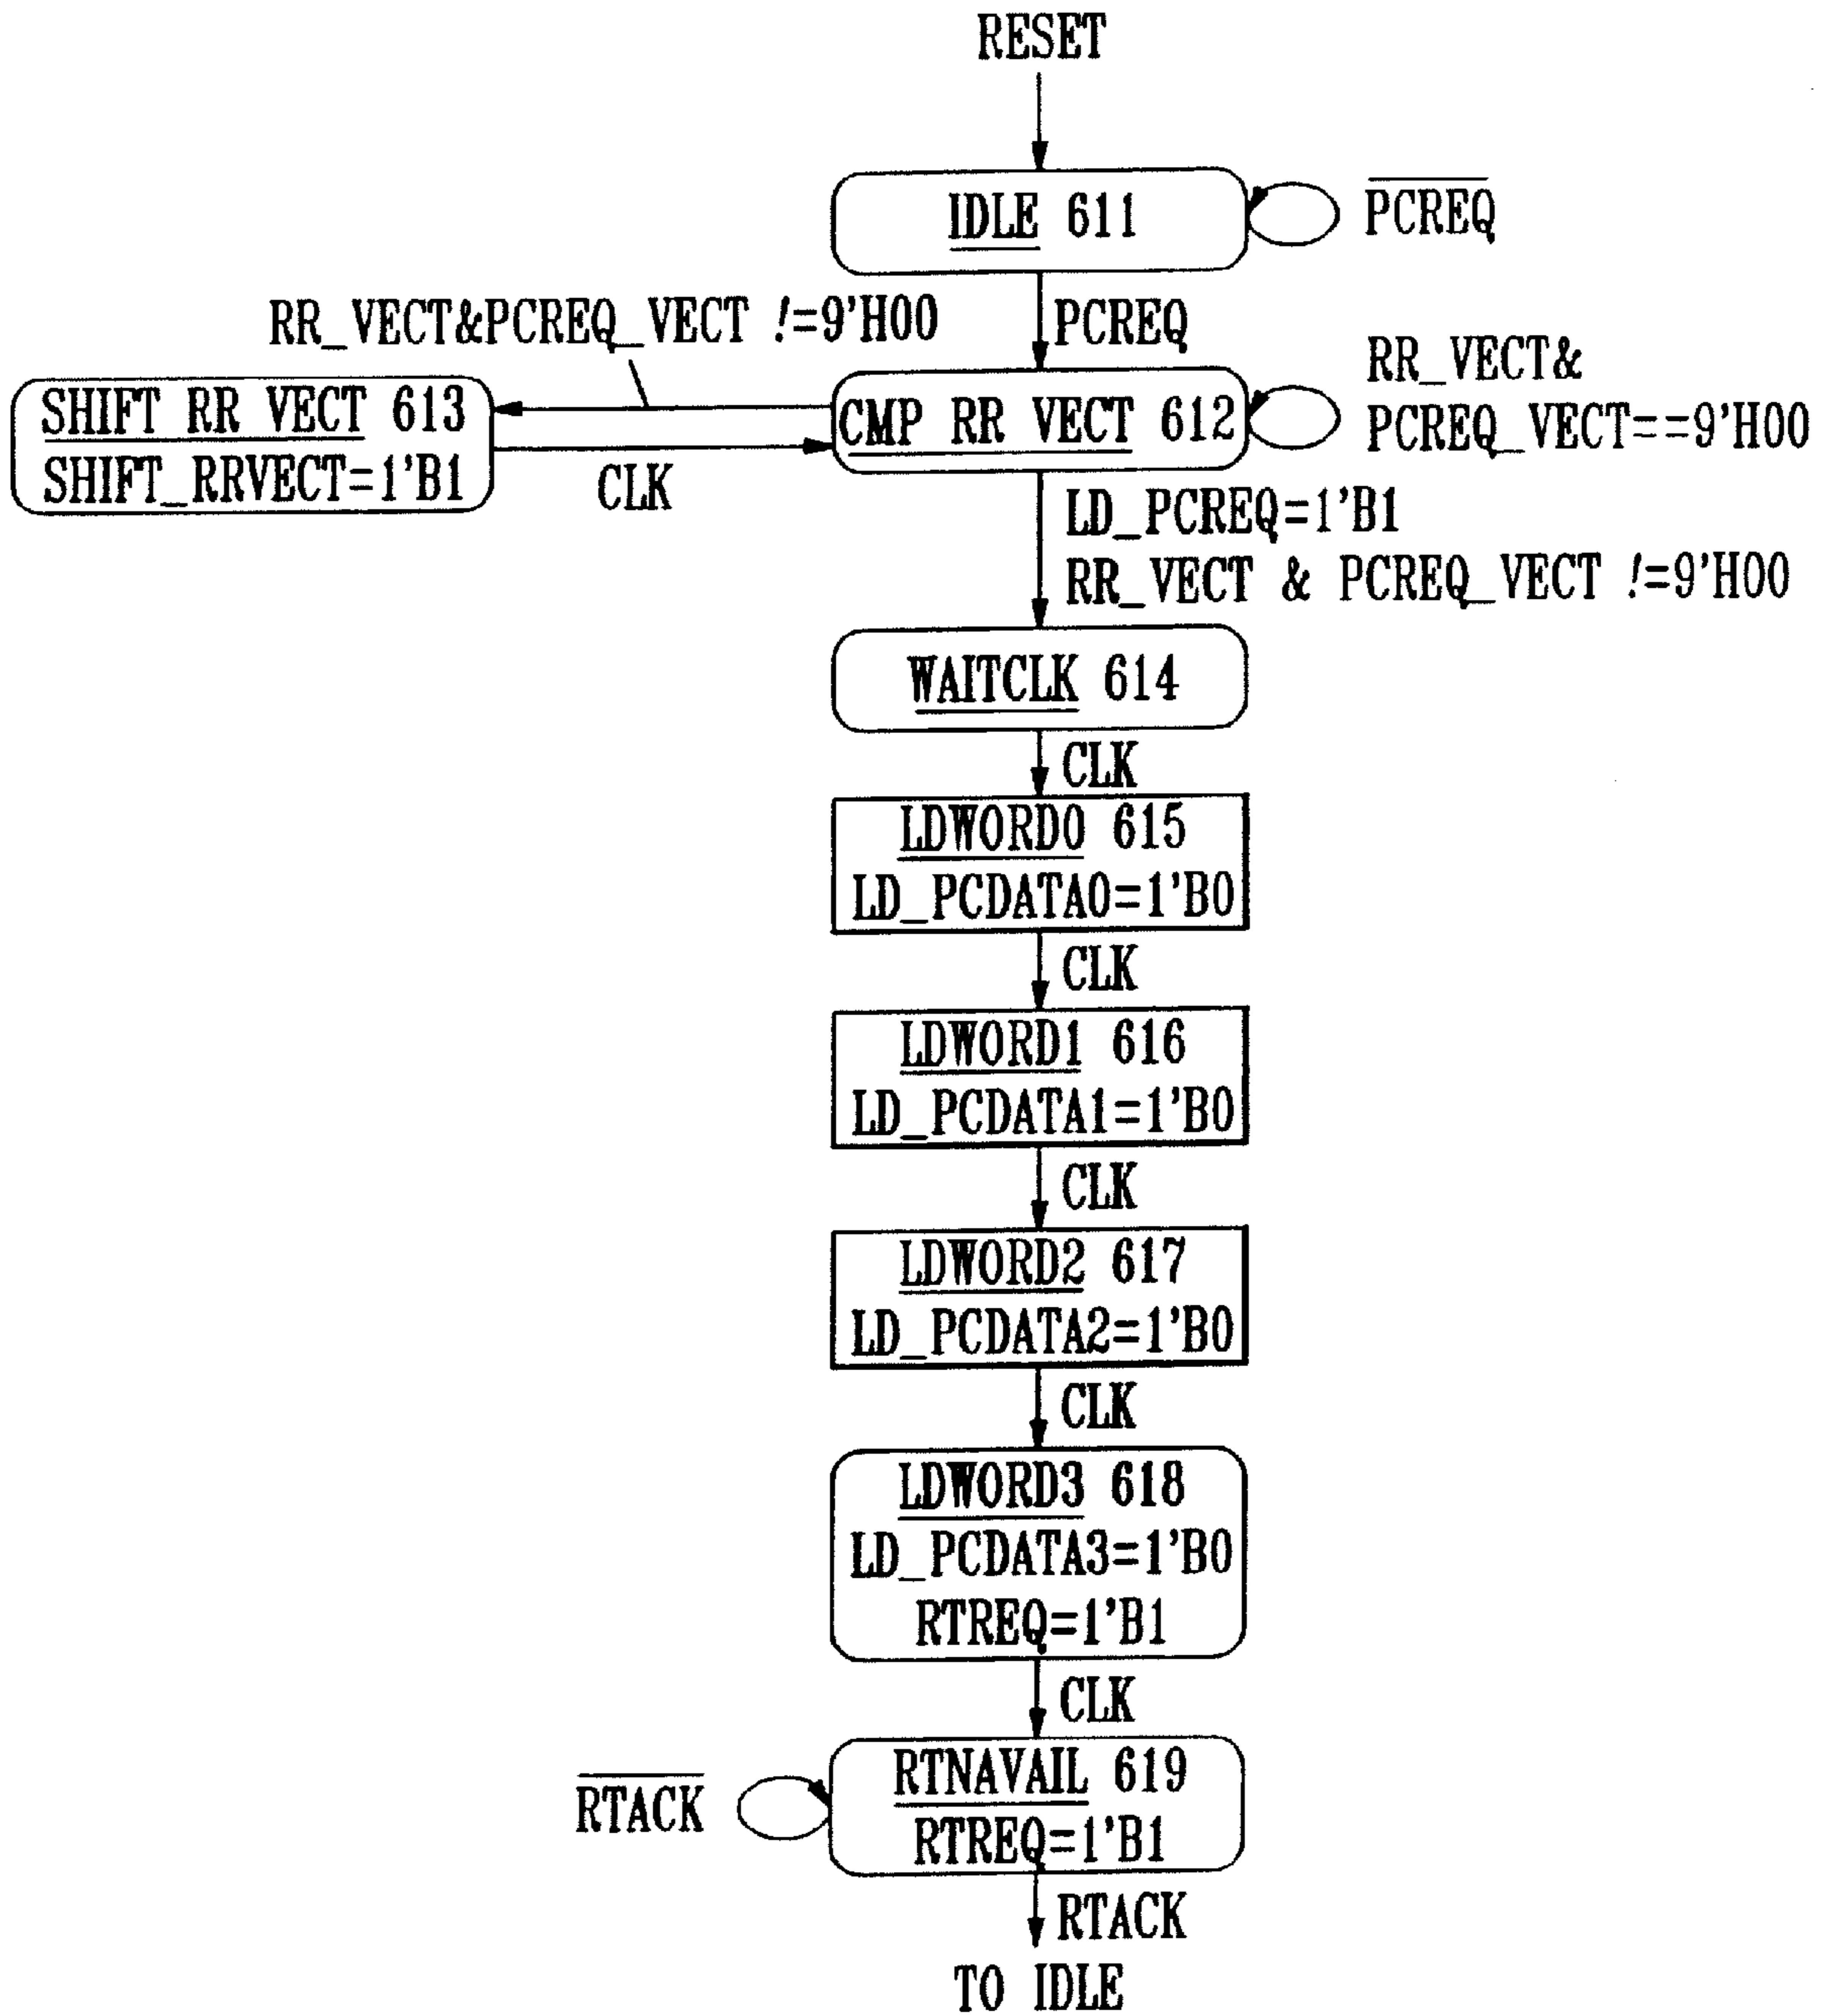 RESET
IDLE 611
PCREQ
PCREQ
RR_VECT&PCREQ_VECT !=9'H00
RR_VECT&
PCREQ_VECT==9'H00
SHIFT RR VECT 613
SHIFT_RRVECT=1'B1
CLK
CMP RR VECT 612
LD_PCREQ=1'B1
RR_VECT & PCREQ_VECT !=9'H00
WAITCLK 614
CLK
LDWORD0 615
LD_PCDATA0=1'B0
CLK
LDWORD1 616
LD_PCDATA1=1'B0
CLK
LDWORD2 617
LD_PCDATA2=1'B0
CLK
LDWORD3 618
LD_PCDATA3=1'B0
RTREQ=1'B1
CLK
RTNAVAIL 619
RTREQ=1'B1
RTACK
RTACK
TO IDLE